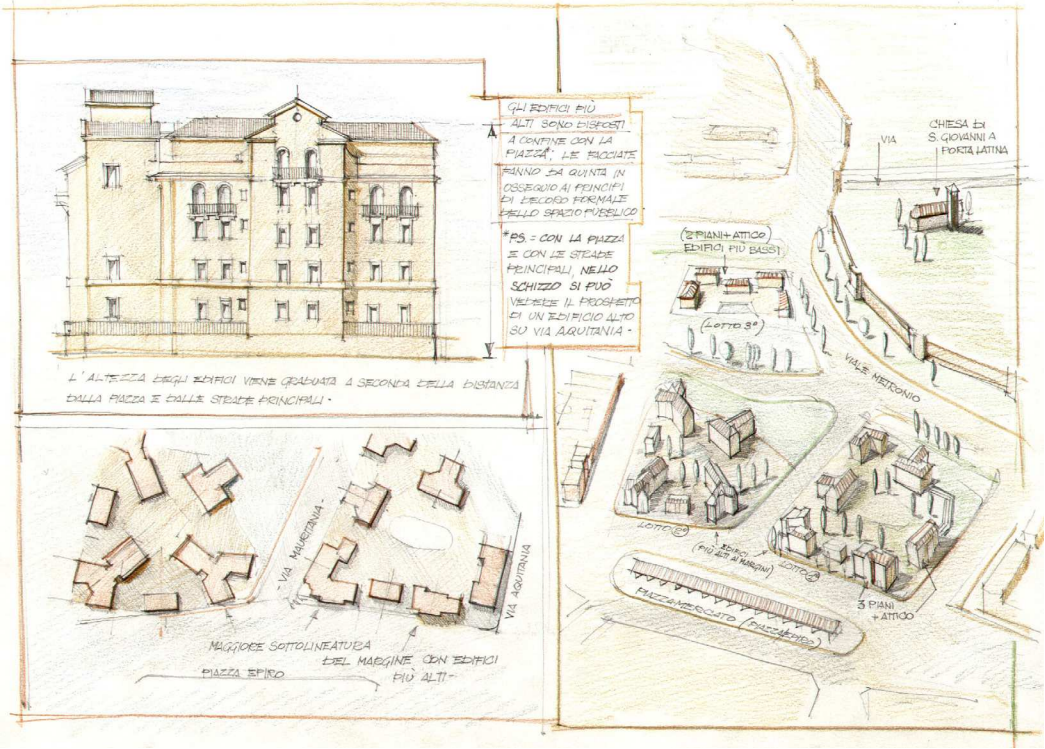 GLI EDIFICI PIÙ
ALTI SONO DISPOSTI
A CONFINE CON LA
PIAZZA*; LE FACCIATE
FANNO DA QUINTA IN
OSSEQUIO AI PRINCIPI
DI DECORO FORMALE
DELLO SPAZIO PUBBLICO.
*PS. = CON LA PIAZZA
E CON LE STRADE
PRINCIPALI, NELLO
SCHIZZO SI PUÒ
VEDERE IL PROSPETTO
DI UN EDIFICIO ALTO
SU VIA AQUITANIA.
L'ALTEZZA DEGLI EDIFICI VIENE GRADUATA A SECONDA DELLA DISTANZA
DALLA PIAZZA E DALLE STRADE PRINCIPALI.
VIA MAURITANIA
VIA AQUITANIA
MAGGIORE SOTTOLINEATURA
DEL MARGINE CON EDIFICI
PIÙ ALTI
PIAZZA EPIRO
VIA
CHIESA DI
S. GIOVANNI A
PORTA LATINA
(2 PIANI + ATTICO
EDIFICI PIÙ BASSI)
(LOTTO 3º)
VIALE METRONIO
LOTTO 2º
EDIFICI
(PIÙ ALTI AI MARGINI)
LOTTO
3 PIANI
+ ATTICO
PIAZZA MERCATO (PIAZZA EPIRO)